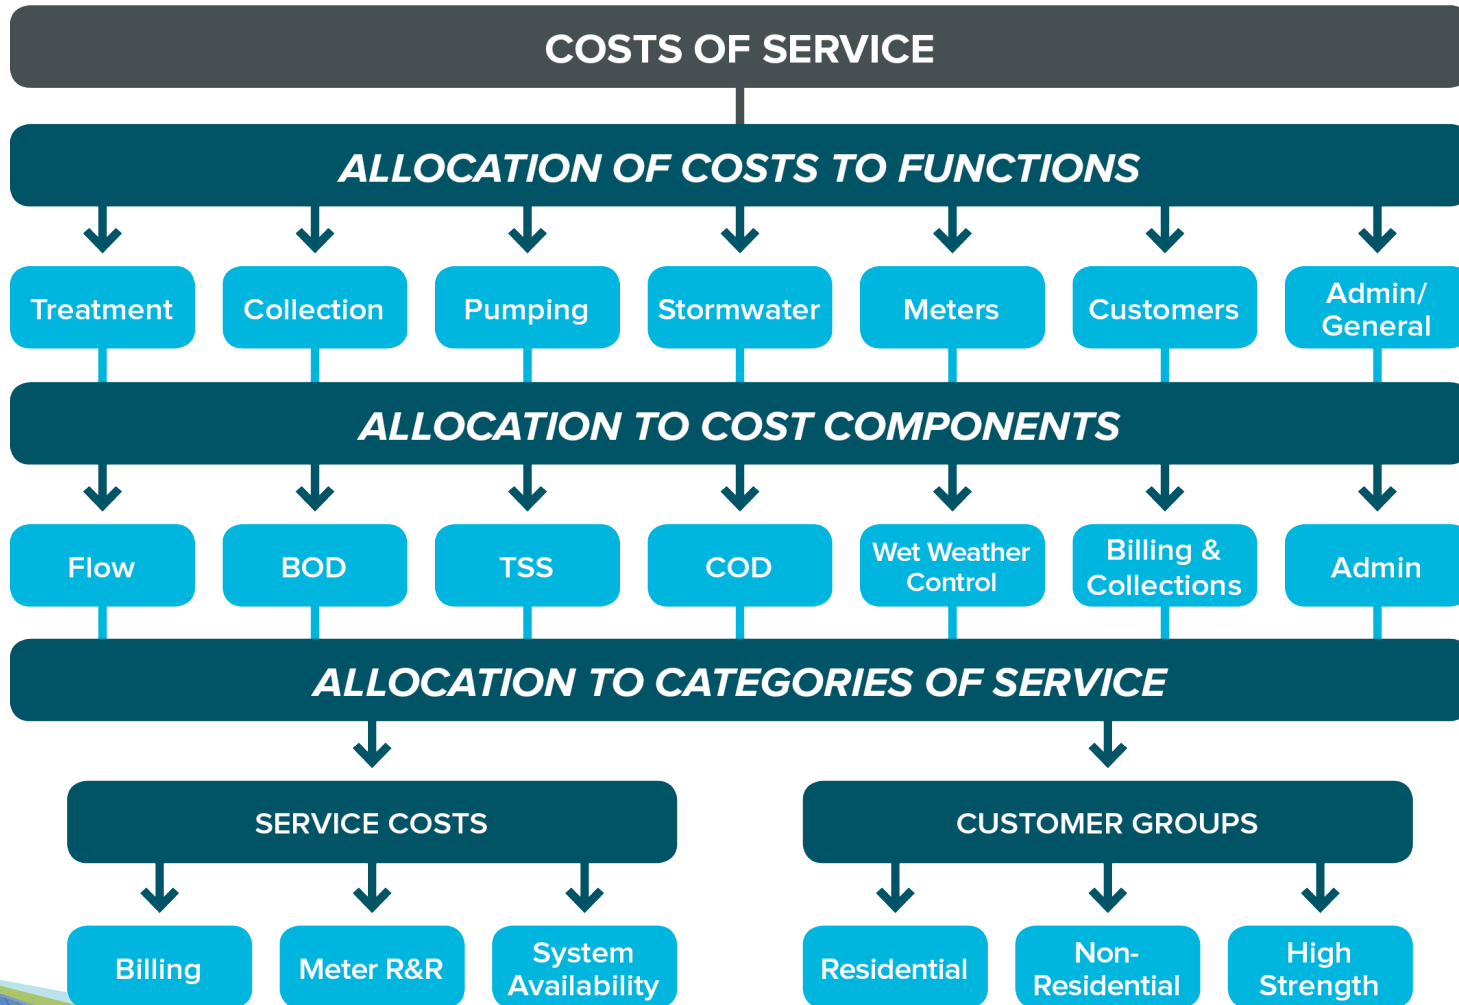 COSTS OF SERVICE
ALLOCATION OF COSTS TO FUNCTIONS
Treatment
Collection
Pumping
Stormwater
Meters
Customers
Admin/
General
ALLOCATION TO COST COMPONENTS
Flow
BOD
TSS
COD
Wet Weather
Control
Billing &
Collections
Admin
ALLOCATION TO CATEGORIES OF SERVICE
SERVICE COSTS
CUSTOMER GROUPS
Billing
Meter R&R
System
Availability
Residential
Non-
Residential
High
Strength